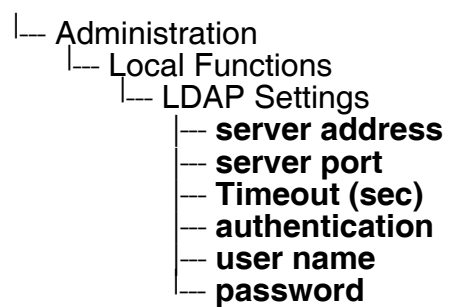 |--- Administration
|--- Local Functions
|--- LDAP Settings
|--- server address
|--- server port
|--- Timeout (sec)
|--- authentication
|--- user name
|--- password